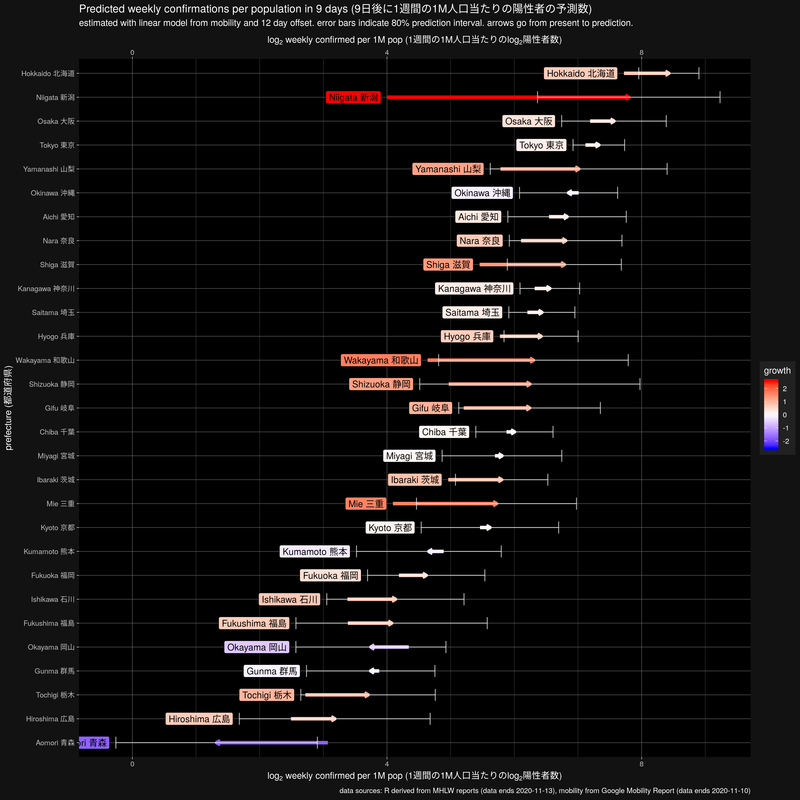 Predicted weekly confirmations per population in 9 days (9日後に1週間の1M人口当たりの陽性者の予測数)
estimated with linear model from mobility and 12 day offset. error bars indicate 80% prediction interval. arrows go from present to prediction.
log2 weekly confirmed per 1M pop (1週間の1M人口当たりのlog2陽性者数)
0 4 8
Hokkaido 北海道 Hokkaido 北海道
Niigata 新潟 Niigata 新潟
Osaka 大阪 Osaka 大阪
Tokyo 東京 Tokyo 東京
Yamanashi 山梨 Yamanashi 山梨
Okinawa 沖縄 Okinawa 沖縄
Aichi 愛知 Aichi 愛知
Nara 奈良 Nara 奈良
Shiga 滋賀 Shiga 滋賀
Kanagawa 神奈川 Kanagawa 神奈川
Saitama 埼玉 Saitama 埼玉
Hyogo 兵庫 Hyogo 兵庫
Wakayama 和歌山 Wakayama 和歌山
Shizuoka 静岡 Shizuoka 静岡
Gifu 岐阜 Gifu 岐阜
Chiba 千葉 Chiba 千葉
Miyagi 宮城 Miyagi 宮城
Ibaraki 茨城 Ibaraki 茨城
Mie 三重 Mie 三重
Kyoto 京都 Kyoto 京都
Kumamoto 熊本 Kumamoto 熊本
Fukuoka 福岡 Fukuoka 福岡
Ishikawa 石川 Ishikawa 石川
Fukushima 福島 Fukushima 福島
Okayama 岡山 Okayama 岡山
Gunma 群馬 Gunma 群馬
Tochigi 栃木 Tochigi 栃木
Hiroshima 広島 Hiroshima 広島
Aomori 青森 ri 青森
prefecture (都道府県)
growth
2
1
0
-1
-2
0 4 8
log2 weekly confirmed per 1M pop (1週間の1M人口当たりのlog2陽性者数)
data sources: R derived from MHLW reports (data ends 2020-11-13), mobility from Google Mobility Report (data ends 2020-11-10)